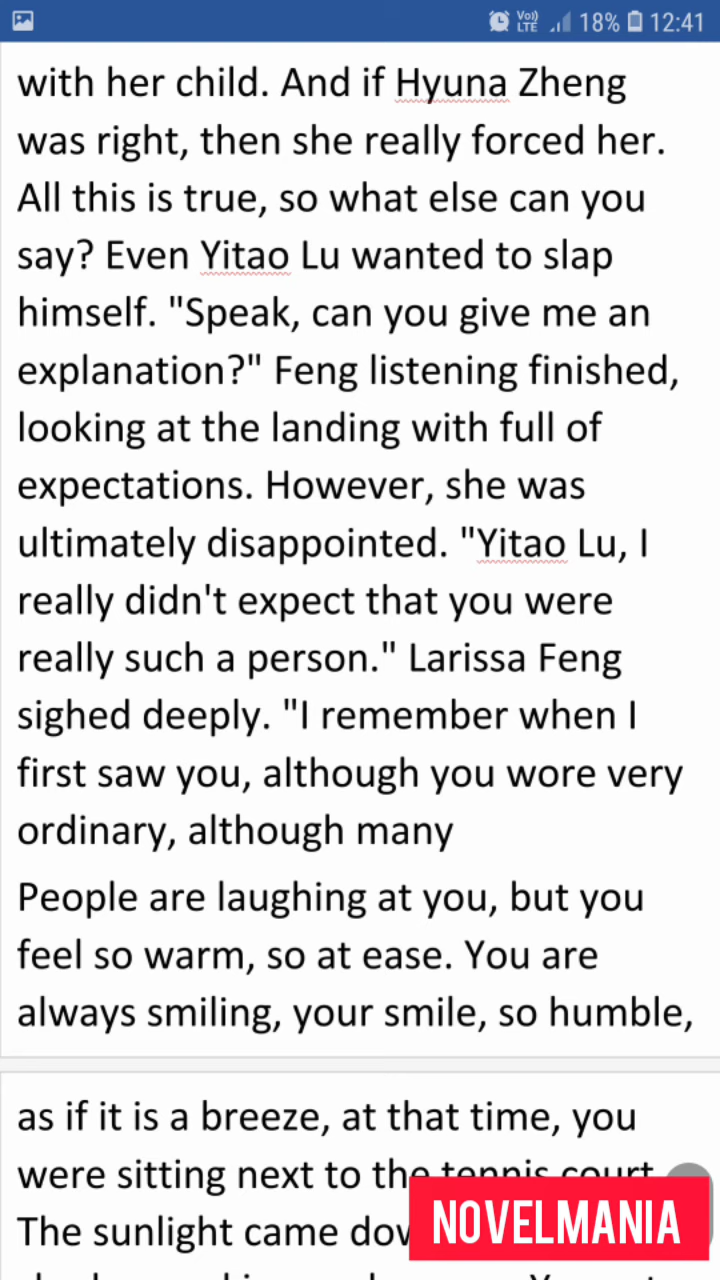 Vo)) LTE 18% 12:41
with her child. And if Hyuna Zheng
was right, then she really forced her.
All this is true, so what else can you
say? Even Yitao Lu wanted to slap
himself. "Speak, can you give me an
explanation?" Feng listening finished,
looking at the landing with full of
expectations. However, she was
ultimately disappointed. "Yitao Lu, I
really didn't expect that you were
really such a person." Larissa Feng
sighed deeply. "I remember when I
first saw you, although you wore very
ordinary, although many
People are laughing at you, but you
feel so warm, so at ease. You are
always smiling, your smile, so humble,
as if it is a breeze, at that time, you
were sitting next to the tennis court
The sunlight came
NOVELMANIA